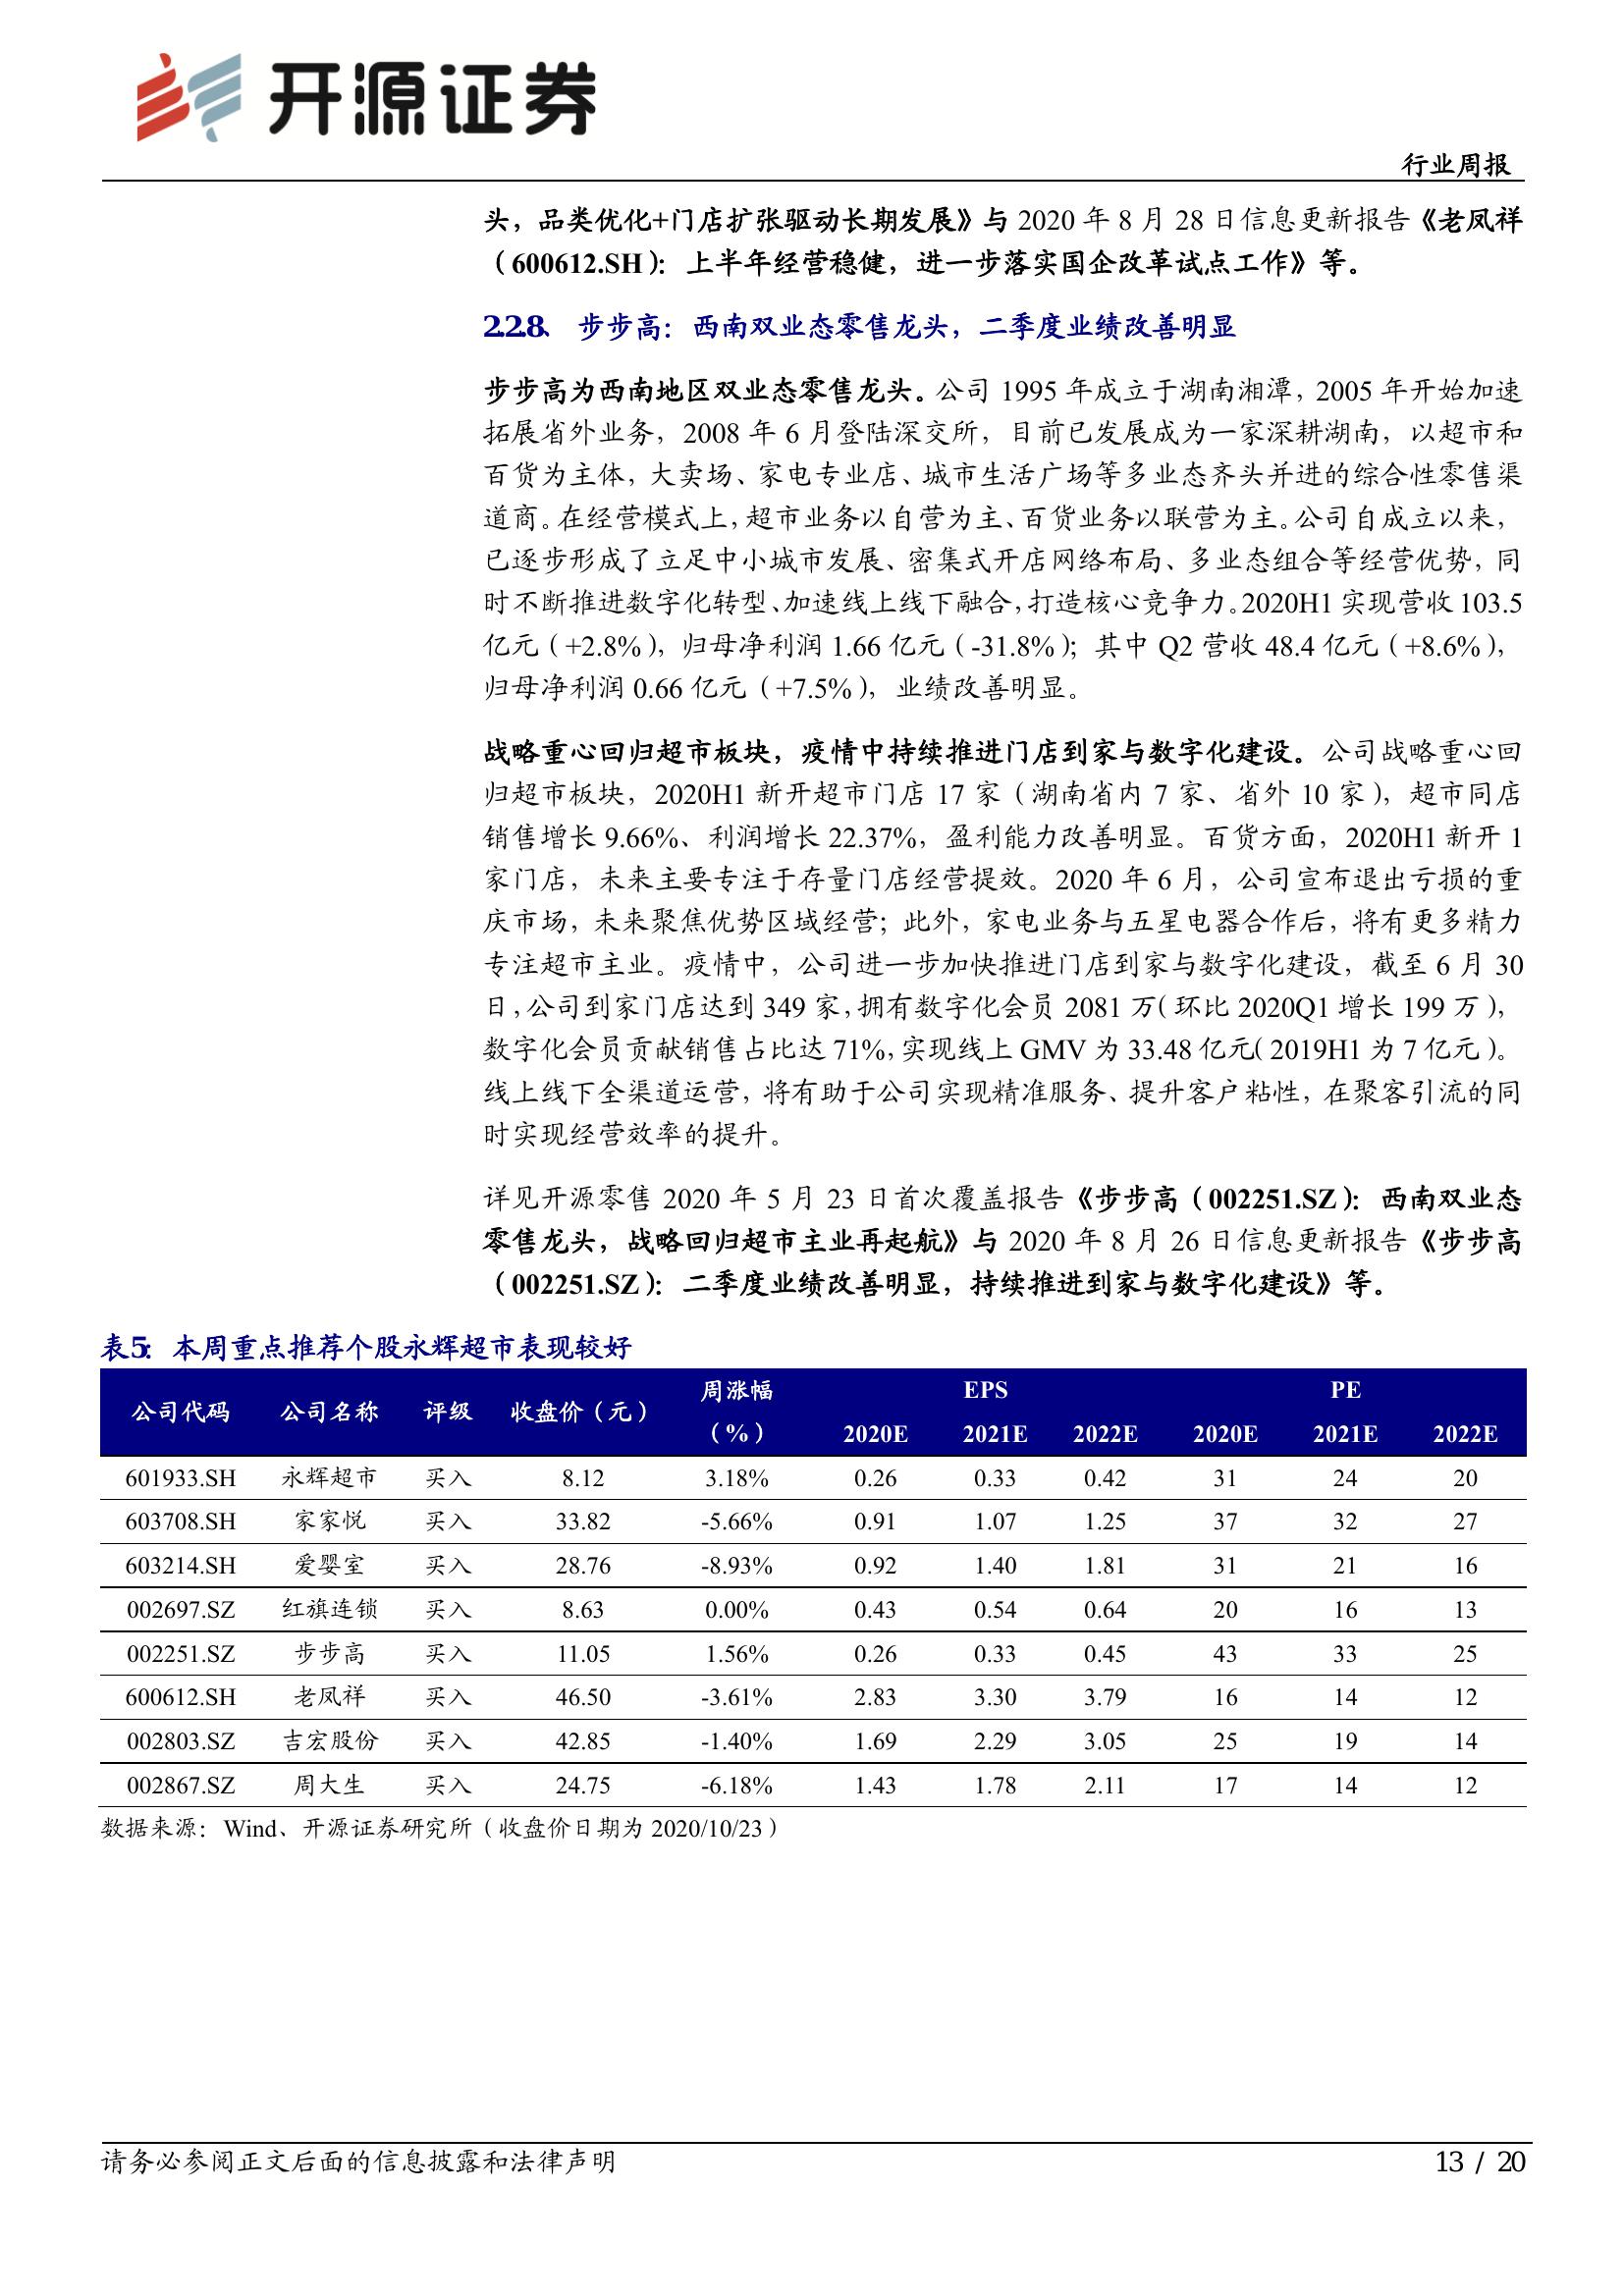 开源证券
行业周报
头，品类优化+门店扩张驱动长期发展》与 2020 年 8 月 28 日信息更新报告《老凤祥
（600612.SH）：上半年经营稳健，进一步落实国企改革试点工作》等。
2.2.8、 步步高：西南双业态零售龙头，二季度业绩改善明显
步步高为西南地区双业态零售龙头。公司 1995 年成立于湖南湘潭，2005 年开始加速
拓展省外业务，2008 年 6 月登陆深交所，目前已发展成为一家深耕湖南，以超市和
百货为主体，大卖场、家电专业店、城市生活广场等多业态齐头并进的综合性零售渠
道商。在经营模式上，超市业务以自营为主、百货业务以联营为主。公司自成立以来，
已逐步形成了立足中小城市发展、密集式开店网络布局、多业态组合等经营优势，同
时不断推进数字化转型、加速线上线下融合，打造核心竞争力。2020H1 实现营收 103.5
亿元（+2.8%），归母净利润 1.66 亿元（-31.8%）；其中 Q2 营收 48.4 亿元（+8.6%），
归母净利润 0.66 亿元（+7.5%），业绩改善明显。
战略重心回归超市板块，疫情中持续推进门店到家与数字化建设。公司战略重心回
归超市板块，2020H1 新开超市门店 17 家（湖南省内 7 家、省外 10 家），超市同店
销售增长 9.66%、利润增长 22.37%，盈利能力改善明显。百货方面，2020H1 新开 1
家门店，未来主要专注于存量门店经营提效。2020 年 6 月，公司宣布退出亏损的重
庆市场，未来聚焦优势区域经营；此外，家电业务与五星电器合作后，将有更多精力
专注超市主业。疫情中，公司进一步加快推进门店到家与数字化建设，截至 6 月 30
日，公司到家门店达到 349 家，拥有数字化会员 2081 万（环比 2020Q1 增长 199 万），
数字化会员贡献销售占比达 71%，实现线上 GMV 为 33.48 亿元（2019H1 为 7 亿元）。
线上线下全渠道运营，将有助于公司实现精准服务、提升客户粘性，在聚客引流的同
时实现经营效率的提升。
详见开源零售 2020 年 5 月 23 日首次覆盖报告《步步高（002251.SZ）：西南双业态
零售龙头，战略回归超市主业再起航》与 2020 年 8 月 26 日信息更新报告《步步高
（002251.SZ）：二季度业绩改善明显，持续推进到家与数字化建设》等。
表5： 本周重点推荐个股永辉超市表现较好
公司代码 公司名称 评级 收盘价（元） 周涨幅（%） EPS PE
2020E 2021E 2022E 2020E 2021E 2022E
601933.SH 永辉超市 买入 8.12 3.18% 0.26 0.33 0.42 31 24 20
603708.SH 家家悦 买入 33.82 -5.66% 0.91 1.07 1.25 37 32 27
603214.SH 爱婴室 买入 28.76 -8.93% 0.92 1.40 1.81 31 21 16
002697.SZ 红旗连锁 买入 8.63 0.00% 0.43 0.54 0.64 20 16 13
002251.SZ 步步高 买入 11.05 1.56% 0.26 0.33 0.45 43 33 25
600612.SH 老凤祥 买入 46.50 -3.61% 2.83 3.30 3.79 16 14 12
002803.SZ 吉宏股份 买入 42.85 -1.40% 1.69 2.29 3.05 25 19 14
002867.SZ 周大生 买入 24.75 -6.18% 1.43 1.78 2.11 17 14 12
数据来源：Wind、开源证券研究所（收盘价日期为 2020/10/23）
请务必参阅正文后面的信息披露和法律声明
13 / 20